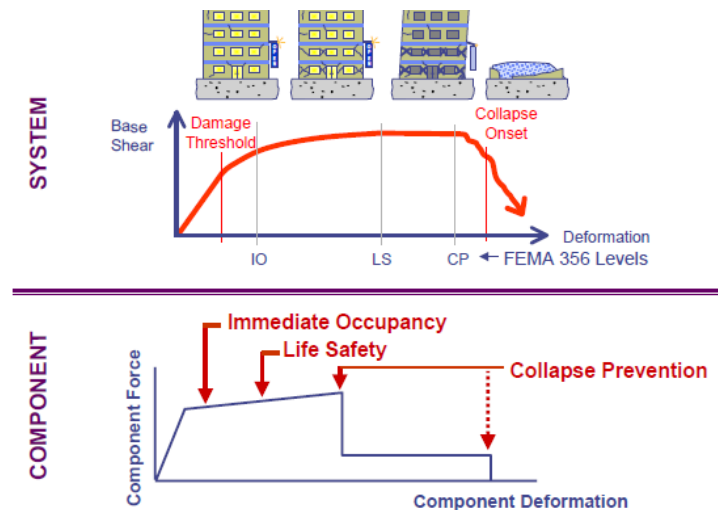 SYSTEM
Base
Shear
Damage
Threshold
Collapse
Onset
Deformation
IO
LS
CP
FEMA 356 Levels
COMPONENT
Immediate Occupancy
Life Safety
Collapse Prevention
Component Force
Component Deformation